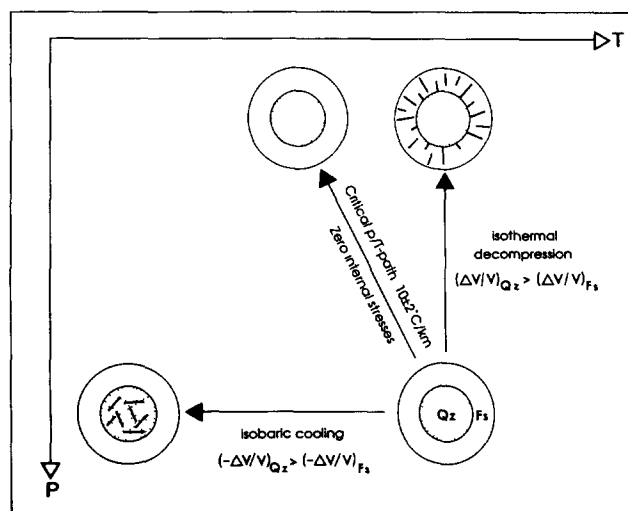 T
Critical p/T-path 10±2°C/km
Zero internal stresses
isothermal
decompression
(ΔV/V)Qz > (ΔV/V)Fs
Qz Fs
isobaric cooling
(-ΔV/V)Qz > (-ΔV/V)Fs
P